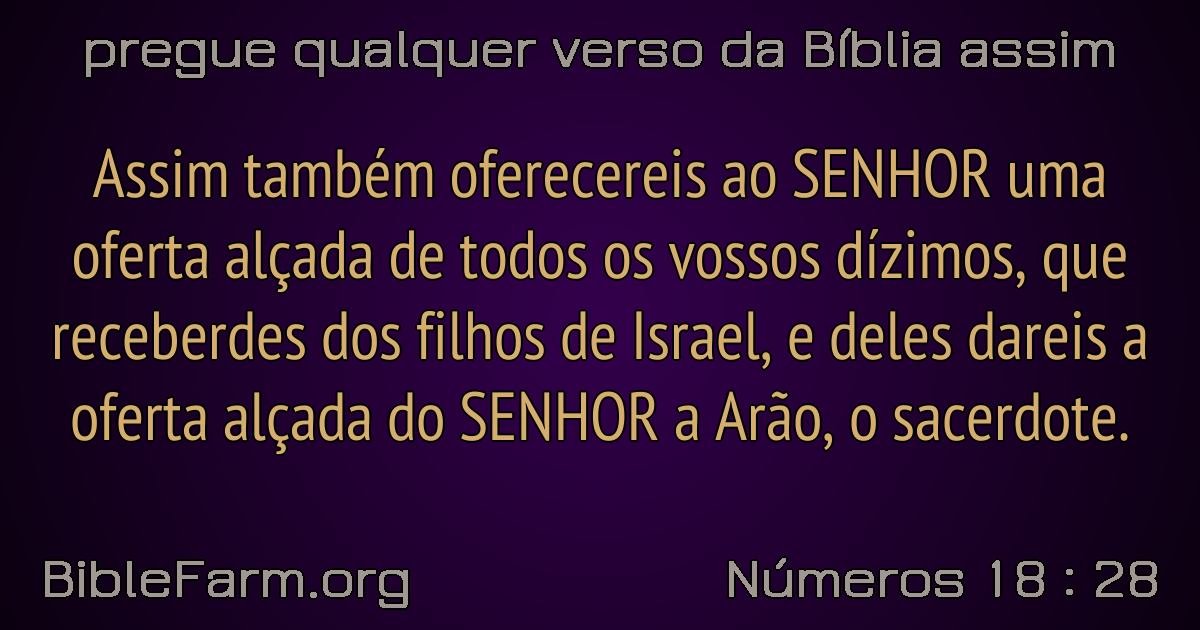 pregue qualquer verso da Bíblia assim
Assim também oferecereis ao SENHOR uma
oferta alçada de todos os vossos dízimos, que
receberdes dos filhos de Israel, e deles dareis a
oferta alçada do SENHOR a Arão, o sacerdote.
BibleFarm.org
Números 18 : 28